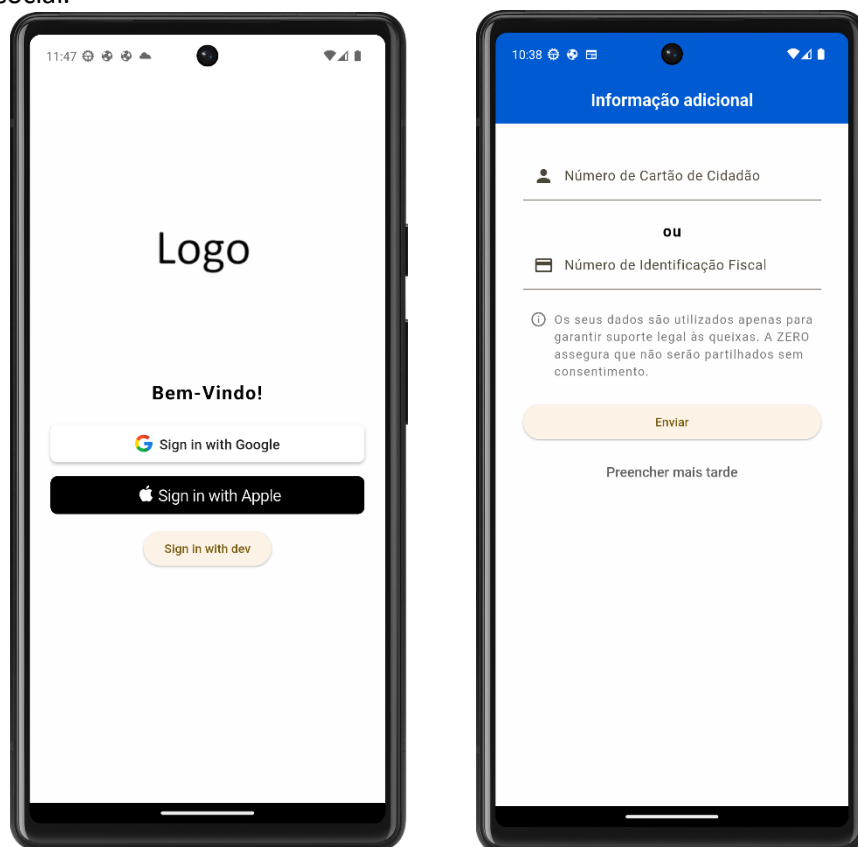 social.
11:47
Logo
Bem-Vindo!
Sign in with Google
Sign in with Apple
Sign in with dev
10:38
Informação adicional
Número de Cartão de Cidadão
ou
Número de Identificação Fiscal
Os seus dados são utilizados apenas para
garantir suporte legal às queixas. A ZERO
assegura que não serão partilhados sem
consentimento.
Enviar
Preencher mais tarde